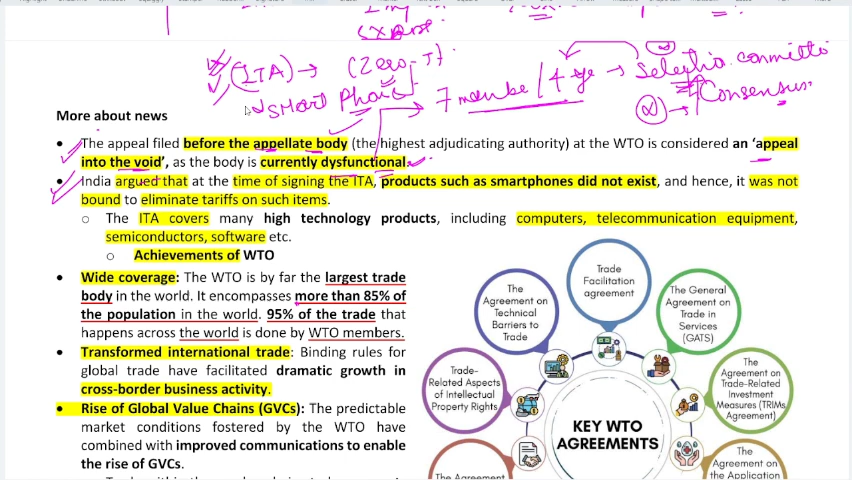 (ITA) → (Zero-T)
Smart Phone
7 membe / 4 ye → Selection committe
→ Consensus
More about news
• The appeal filed before the appellate body (the highest adjudicating authority) at the WTO is considered an 'appeal
into the void', as the body is currently dysfunctional.
• India argued that at the time of signing the ITA, products such as smartphones did not exist, and hence, it was not
bound to eliminate tariffs on such items.
o The ITA covers many high technology products, including computers, telecommunication equipment,
semiconductors, software etc.
o Achievements of WTO
• Wide coverage: The WTO is by far the largest trade
body in the world. It encompasses more than 85% of
the population in the world. 95% of the trade that
happens across the world is done by WTO members.
• Transformed international trade: Binding rules for
global trade have facilitated dramatic growth in
cross-border business activity.
• Rise of Global Value Chains (GVCs): The predictable
market conditions fostered by the WTO have
combined with improved communications to enable
the rise of GVCs.
Trade
Facilitation
agreement
The
Agreement on
Technical
Barriers to
Trade
The General
Agreement on
Trade in
Services
(GATS)
Trade-
Related Aspects
of Intellectual
Property Rights
The
Agreement on
Trade-Related
Investment
Measures (TRIMs
Agreement)
KEY WTO
AGREEMENTS
The Agreement
The
Agreement on
the Application